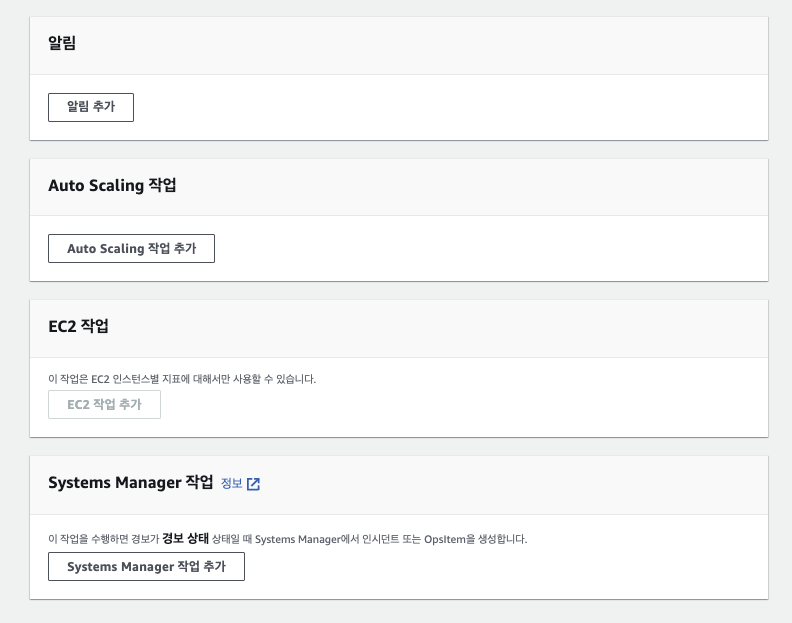 알림
알림 추가
Auto Scaling 작업
Auto Scaling 작업 추가
EC2 작업
이 작업은 EC2 인스턴스별 지표에 대해서만 사용할 수 있습니다.
EC2 작업 추가
Systems Manager 작업 정보
이 작업을 수행하면 경보가 경보 상태 상태일 때 Systems Manager에서 인시던트 또는 OpsItem을 생성합니다.
Systems Manager 작업 추가